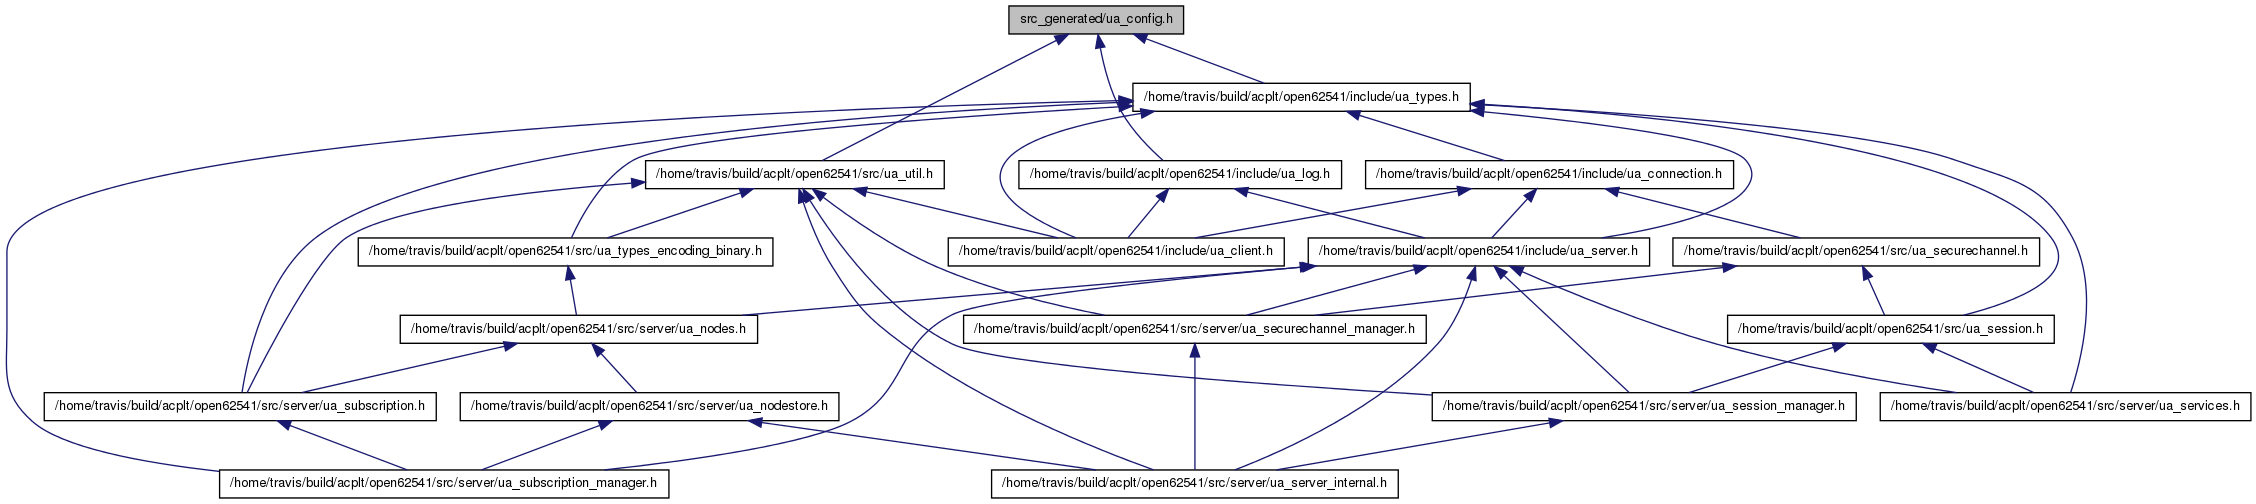 src_generated/ua_config.h
/home/travis/build/acplt/open62541/include/ua_types.h
/home/travis/build/acplt/open62541/src/ua_util.h
/home/travis/build/acplt/open62541/include/ua_log.h
/home/travis/build/acplt/open62541/include/ua_connection.h
/home/travis/build/acplt/open62541/src/ua_types_encoding_binary.h
/home/travis/build/acplt/open62541/include/ua_client.h
/home/travis/build/acplt/open62541/include/ua_server.h
/home/travis/build/acplt/open62541/src/ua_securechannel.h
/home/travis/build/acplt/open62541/src/server/ua_nodes.h
/home/travis/build/acplt/open62541/src/server/ua_securechannel_manager.h
/home/travis/build/acplt/open62541/src/ua_session.h
/home/travis/build/acplt/open62541/src/server/ua_subscription.h
/home/travis/build/acplt/open62541/src/server/ua_nodestore.h
/home/travis/build/acplt/open62541/src/server/ua_session_manager.h
/home/travis/build/acplt/open62541/src/server/ua_services.h
/home/travis/build/acplt/open62541/src/server/ua_subscription_manager.h
/home/travis/build/acplt/open62541/src/server/ua_server_internal.h